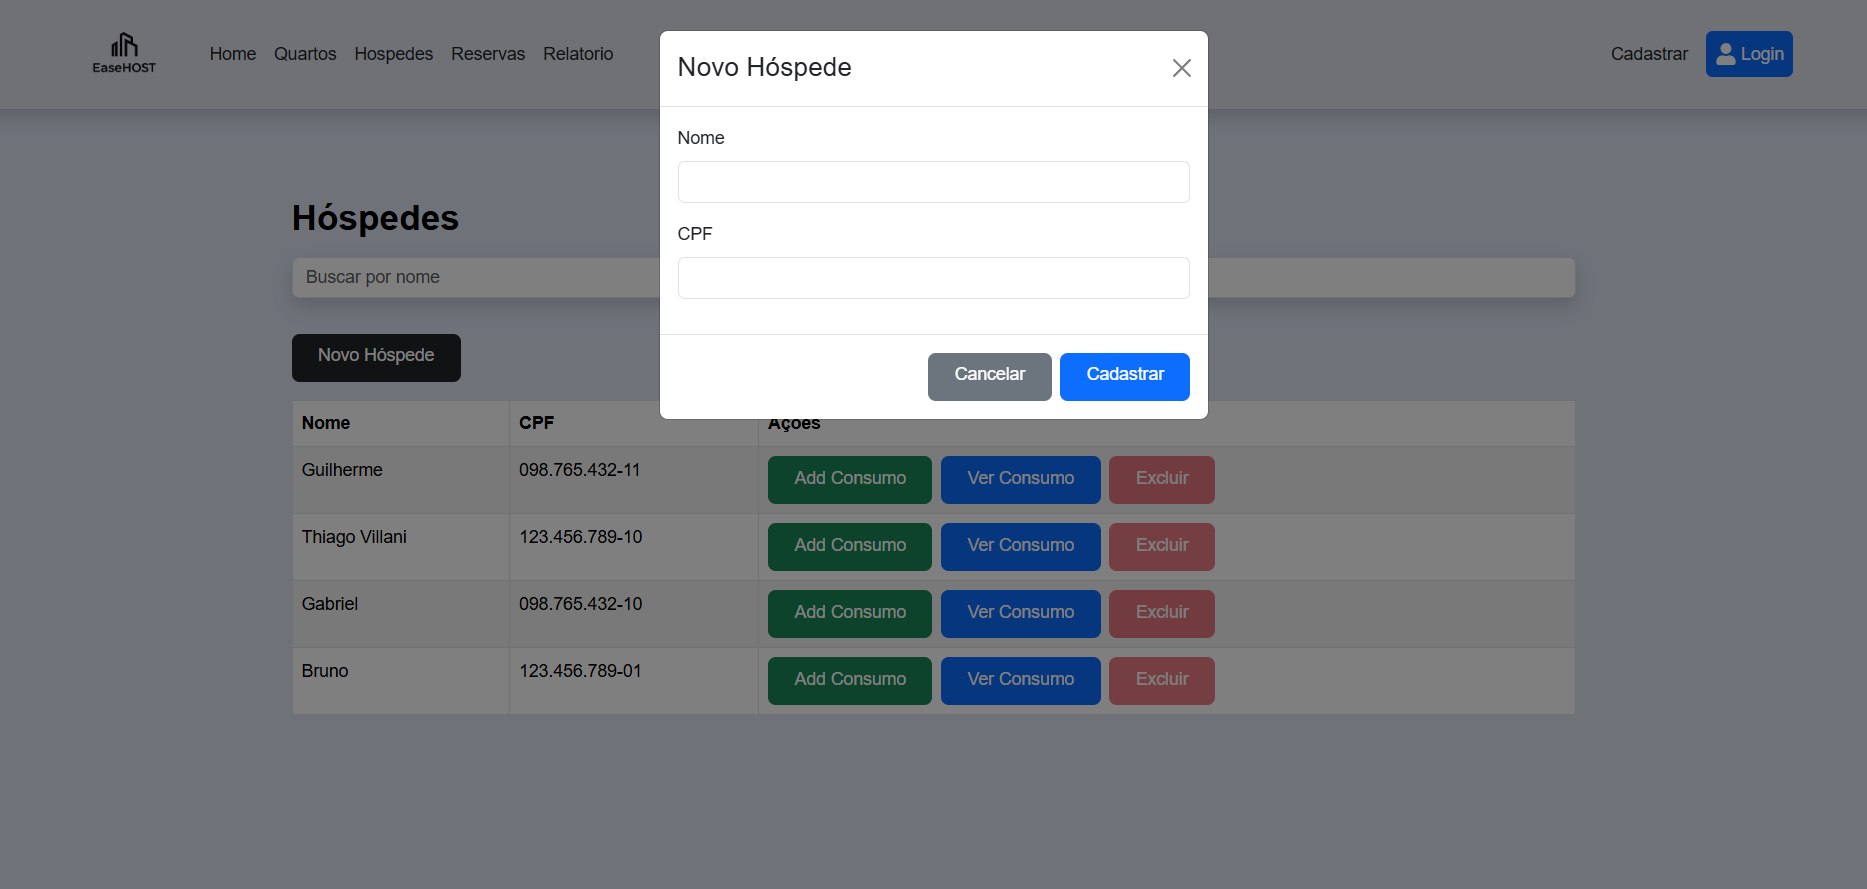 EaseHOST
Home Quartos Hospedes Reservas Relatorio
Cadastrar Login
Novo Hóspede
Nome
CPF
Cancelar Cadastrar
Hóspedes
Buscar por nome
Novo Hóspede
Nome CPF Ações
Guilherme 098.765.432-11 Add Consumo Ver Consumo Excluir
Thiago Villani 123.456.789-10 Add Consumo Ver Consumo Excluir
Gabriel 098.765.432-10 Add Consumo Ver Consumo Excluir
Bruno 123.456.789-01 Add Consumo Ver Consumo Excluir